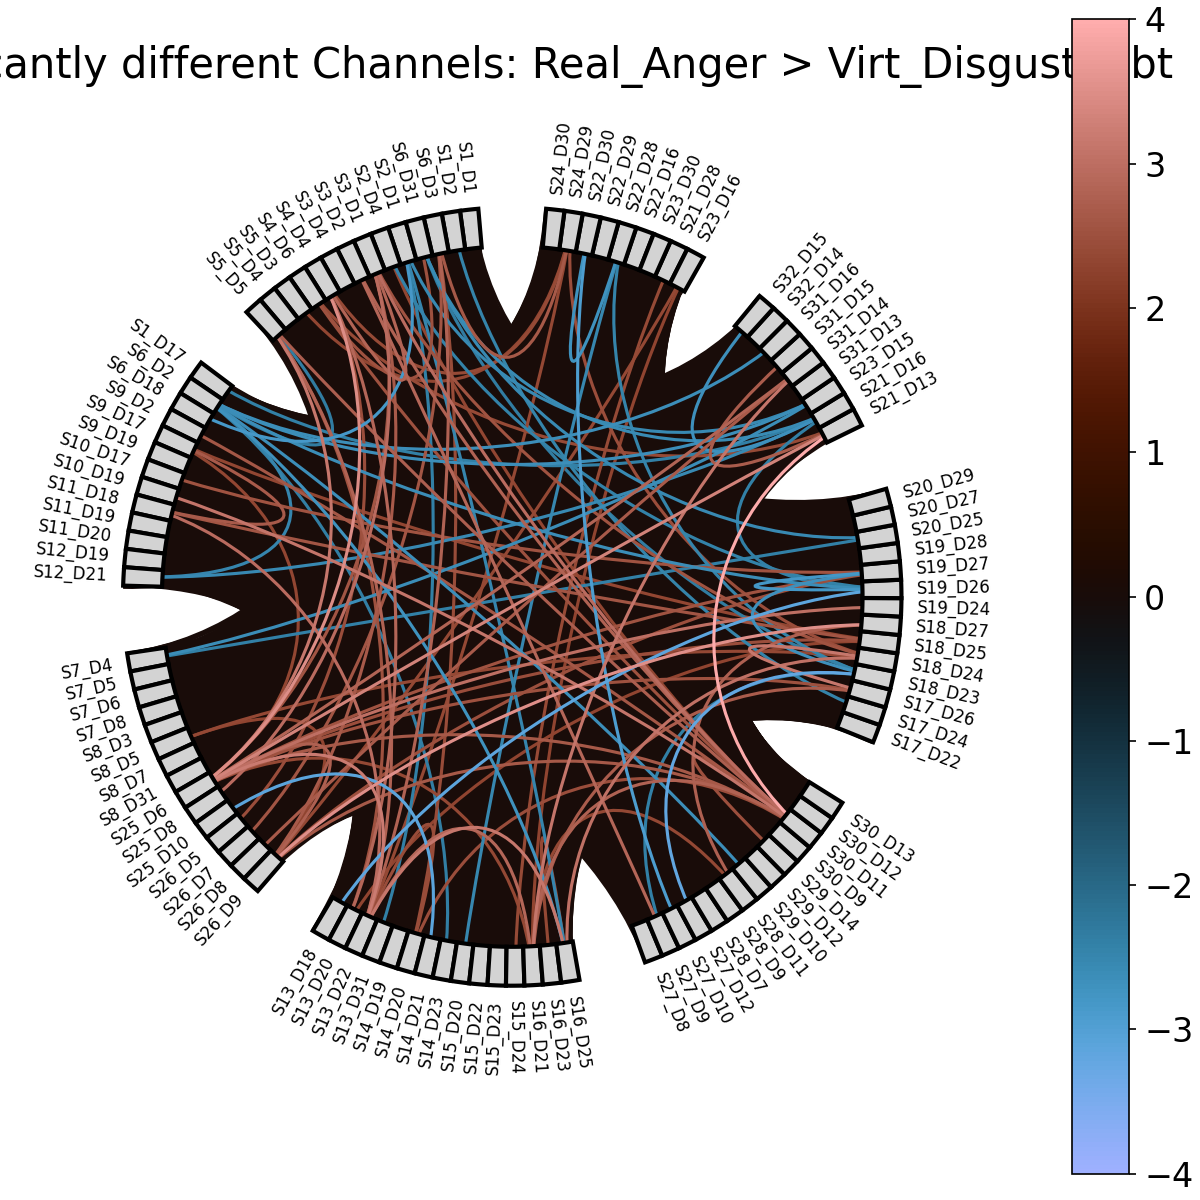 cantly different Channels: Real_Anger > Virt_Disgust bt
4
3
2
1
0
−1
−2
−3
−4
S24_D30
S24_D29
S22_D30
S22_D29
S22_D28
S22_D16
S23_D30
S21_D28
S23_D16
S32_D15
S32_D14
S31_D16
S31_D15
S31_D14
S31_D13
S23_D15
S21_D16
S21_D13
S20_D29
S20_D27
S20_D25
S19_D28
S19_D27
S19_D26
S19_D24
S18_D27
S18_D25
S18_D24
S18_D23
S17_D26
S17_D24
S17_D22
S30_D13
S30_D12
S30_D11
S30_D9
S29_D14
S29_D12
S29_D10
S28_D11
S28_D9
S28_D7
S27_D12
S27_D10
S27_D9
S27_D8
S16_D25
S16_D23
S16_D21
S15_D24
S15_D23
S15_D22
S15_D20
S14_D23
S14_D21
S14_D20
S14_D19
S13_D31
S13_D22
S13_D20
S13_D18
S26_D9
S26_D8
S26_D7
S26_D5
S25_D10
S25_D8
S25_D6
S8_D31
S8_D7
S8_D5
S8_D3
S7_D8
S7_D6
S7_D5
S7_D4
S12_D21
S12_D19
S11_D20
S11_D19
S11_D18
S10_D19
S10_D17
S9_D19
S9_D17
S9_D2
S6_D18
S6_D2
S1_D17
S5_D5
S5_D4
S5_D3
S4_D6
S4_D4
S3_D4
S3_D2
S3_D1
S2_D4
S2_D1
S6_D31
S6_D3
S1_D2
S1_D1